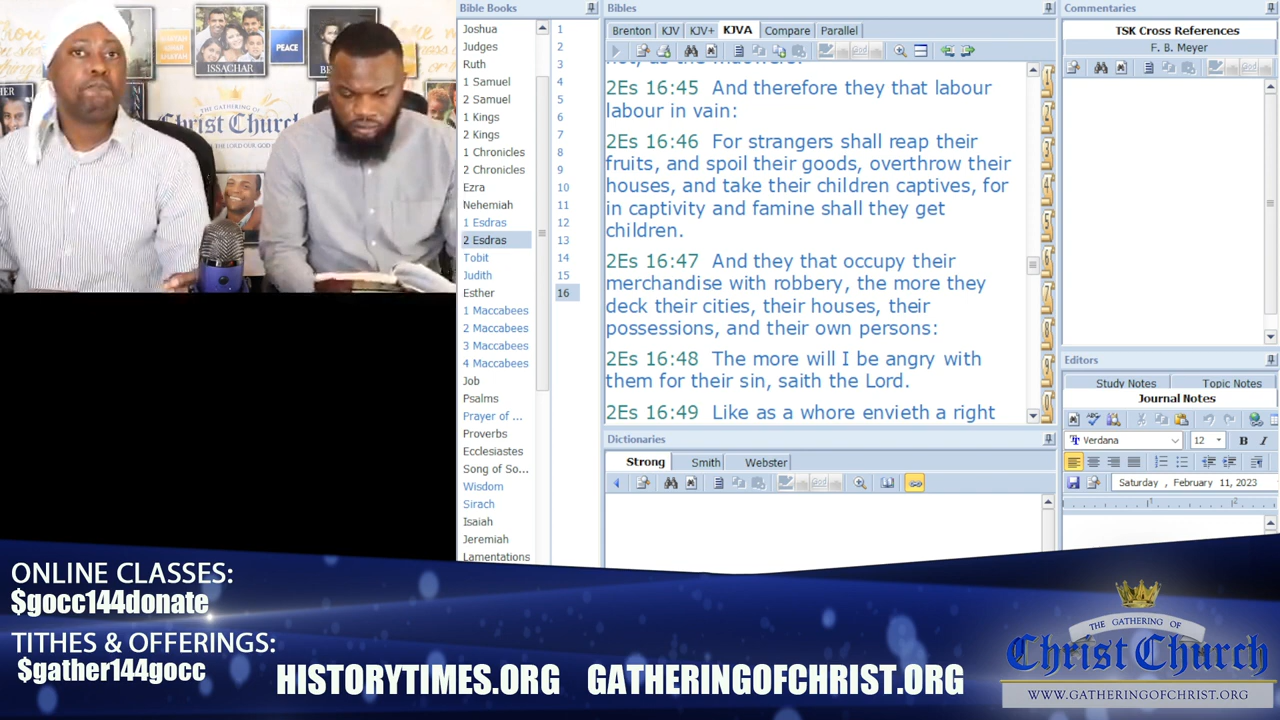 ISSACHAR
PEACE
THE GATHERING OF
Christ Church
Bible Books
Joshua
Judges
Ruth
1 Samuel
2 Samuel
1 Kings
2 Kings
1 Chronicles
2 Chronicles
Ezra
Nehemiah
1 Esdras
2 Esdras
Tobit
Judith
Esther
1 Maccabees
2 Maccabees
3 Maccabees
4 Maccabees
Job
Psalms
Prayer of ...
Proverbs
Ecclesiastes
Song of So...
Wisdom
Sirach
Isaiah
Jeremiah
Lamentations
1
2
3
4
5
6
7
8
9
10
11
12
13
14
15
16
Bibles
Brenton KJV KJV+ KJVA Compare Parallel
2Es 16:45 And therefore they that labour
labour in vain:
2Es 16:46 For strangers shall reap their
fruits, and spoil their goods, overthrow their
houses, and take their children captives, for
in captivity and famine shall they get
children.
2Es 16:47 And they that occupy their
merchandise with robbery, the more they
deck their cities, their houses, their
possessions, and their own persons:
2Es 16:48 The more will I be angry with
them for their sin, saith the Lord.
2Es 16:49 Like as a whore envieth a right
Dictionaries
Strong Smith Webster
Commentaries
TSK Cross References
F. B. Meyer
Editors
Study Notes Topic Notes
Journal Notes
Verdana 12 B I
Saturday , February 11, 2023
ONLINE CLASSES:
$gocc144donate
TITHES & OFFERINGS:
$gather144gocc
HISTORYTIMES.ORG GATHERINGOFCHRIST.ORG
THE GATHERING OF
Christ Church
WWW.GATHERINGOFCHRIST.ORG